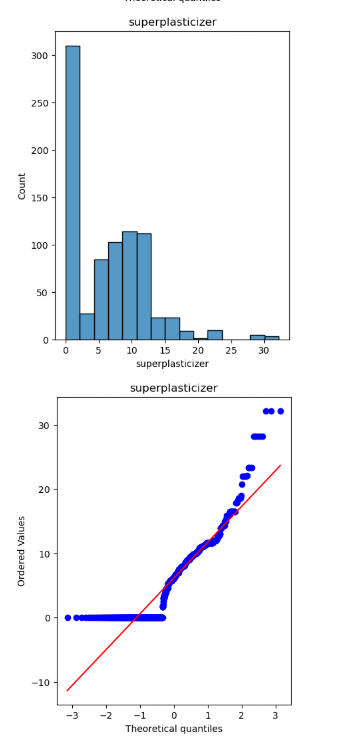 Theoretical quantiles
superplasticizer
300
250
200
150
100
50
0
Count
0 5 10 15 20 25 30
superplasticizer
superplasticizer
30
20
10
0
−10
Ordered Values
−3 −2 −1 0 1 2 3
Theoretical quantiles